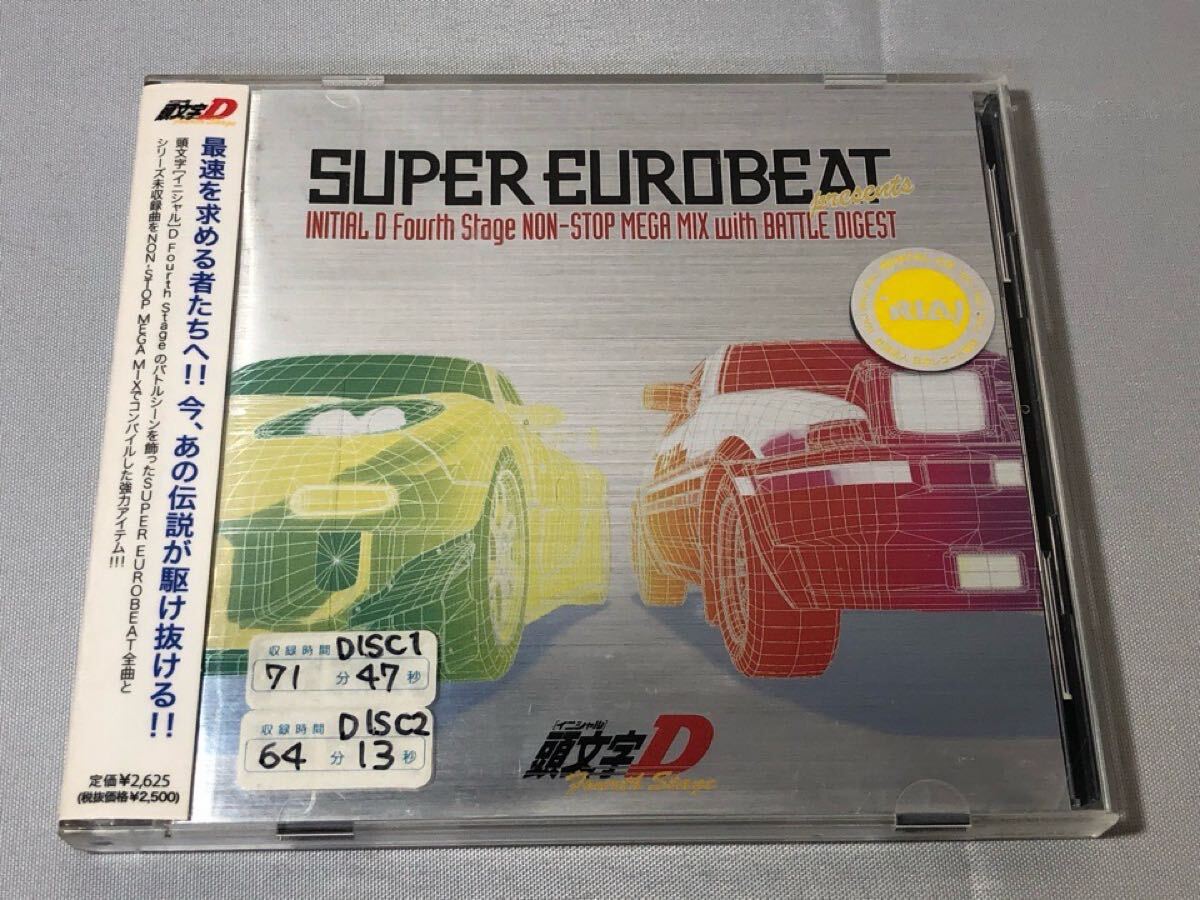 頭文字D
Fourth Stage
最速を求める者たちへ!! 今、あの伝説が駆け抜ける!!
頭文字[イニシャル]D Fourth Stageのバトルシーンを飾ったSUPER EUROBEAT全曲と
シリーズ未収録曲をNON-STOP MEGA MIXでコンパイルした強力アイテム!!!
定価¥2,625
(税抜価格¥2,500)
SUPER EUROBEAT
presents
INITIAL D Fourth Stage NON-STOP MEGA MIX with BATTLE DIGEST
RIAJ
収録時間 DISC1
71 分 47 秒
収録時間 DISC2
64 分 13 秒
[イニシャル]
頭文字D
Fourth Stage